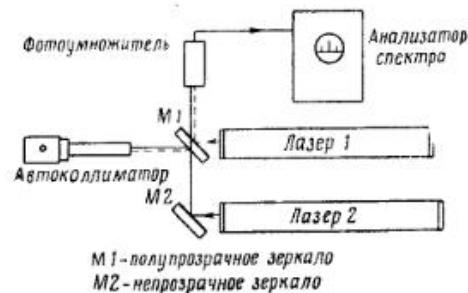 Фотоумножитель
Анализатор
спектра
М1
Лазер 1
Автоколлиматор
М2
Лазер 2
М1-полупрозрачное зеркало
М2-непрозрачное зеркало